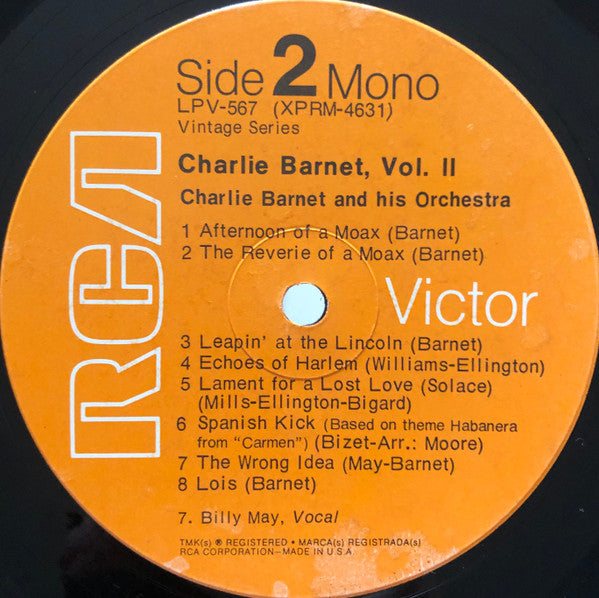 Side 2 Mono
LPV-567 (XPRM-4631)
Vintage Series
Charlie Barnet, Vol. II
Charlie Barnet and his Orchestra
1 Afternoon of a Moax (Barnet)
2 The Reverie of a Moax (Barnet)
RCA
Victor
3 Leapin' at the Lincoln (Barnet)
4 Echoes of Harlem (Williams-Ellington)
5 Lament for a Lost Love (Solace)
(Mills-Ellington-Bigard)
6 Spanish Kick (Based on theme Habanera
from "Carmen") (Bizet-Arr.: Moore)
7 The Wrong Idea (May-Barnet)
8 Lois (Barnet)
7. Billy May, Vocal
TMK(s) ® REGISTERED • MARCA(s) REGISTRADA(s)
RCA CORPORATION—MADE IN U.S.A.